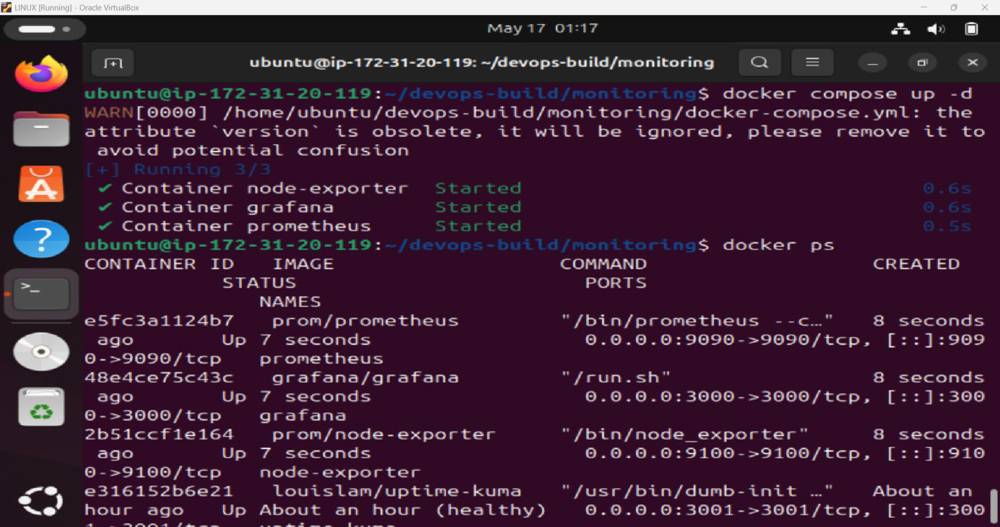 LINUX [Running] - Oracle VirtualBox
May 17 01:17
ubuntu@ip-172-31-20-119: ~/devops-build/monitoring
ubuntu@ip-172-31-20-119:~/devops-build/monitoring$ docker compose up -d
WARN[0000] /home/ubuntu/devops-build/monitoring/docker-compose.yml: the
attribute `version` is obsolete, it will be ignored, please remove it to
avoid potential confusion
[+] Running 3/3
✔ Container node-exporter Started 0.6s
✔ Container grafana Started 0.6s
✔ Container prometheus Started 0.5s
ubuntu@ip-172-31-20-119:~/devops-build/monitoring$ docker ps
CONTAINER ID IMAGE COMMAND CREATED
STATUS PORTS
NAMES
e5fc3a1124b7 prom/prometheus "/bin/prometheus --c…" 8 seconds
ago Up 7 seconds 0.0.0.0:9090->9090/tcp, [::]:909
0->9090/tcp prometheus
48e4ce75c43c grafana/grafana "/run.sh" 8 seconds
ago Up 7 seconds 0.0.0.0:3000->3000/tcp, [::]:300
0->3000/tcp grafana
2b51ccf1e164 prom/node-exporter "/bin/node_exporter" 8 seconds
ago Up 7 seconds 0.0.0.0:9100->9100/tcp, [::]:910
0->9100/tcp node-exporter
e316152b6e21 louislam/uptime-kuma "/usr/bin/dumb-init …" About an
hour ago Up About an hour (healthy) 0.0.0.0:3001->3001/tcp, [::]:300
1->3001/tcp uptime-kuma